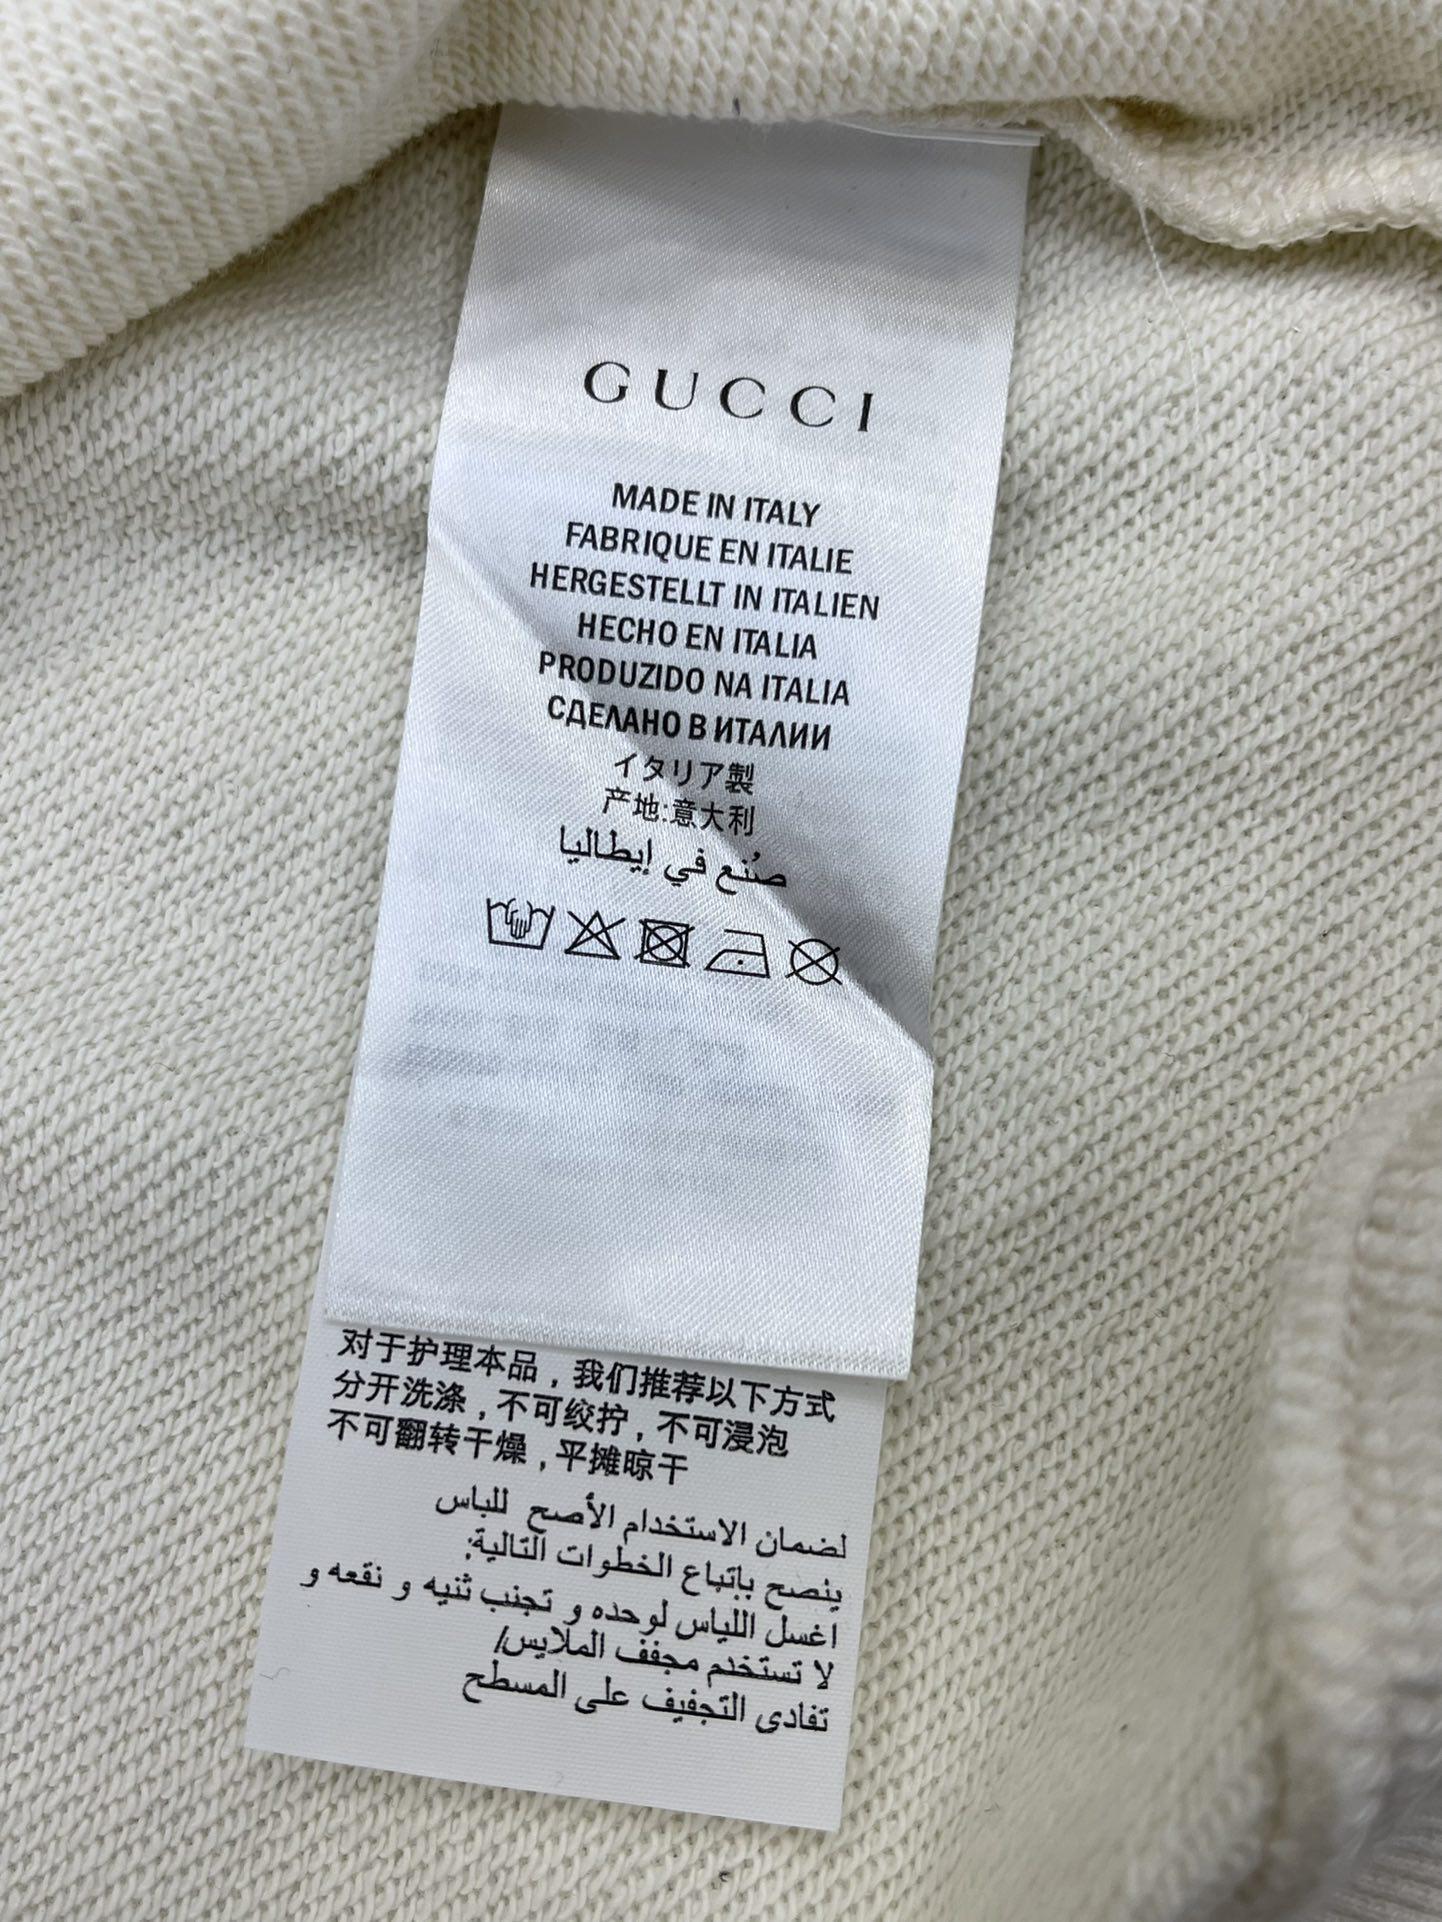 GUCCI
MADE IN ITALY
FABRIQUE EN ITALIE
HERGESTELLT IN ITALIEN
HECHO EN ITALIA
PRODUZIDO NA ITALIA
СДЕЛАНО В ИТАЛИИ
イタリア製
产地:意大利
صُنع في إيطاليا
对于护理本品，我们推荐以下方式
分开洗涤，不可绞拧，不可浸泡
不可翻转干燥，平摊晾干
لضمان الاستخدام الأصح للباس
ينصح بإتباع الخطوات التالية:
اغسل اللباس لوحده و تجنب ثنيه و نقعه و
لا تستخدم مجفف الملابس/
تفادى التجفيف على المسطح